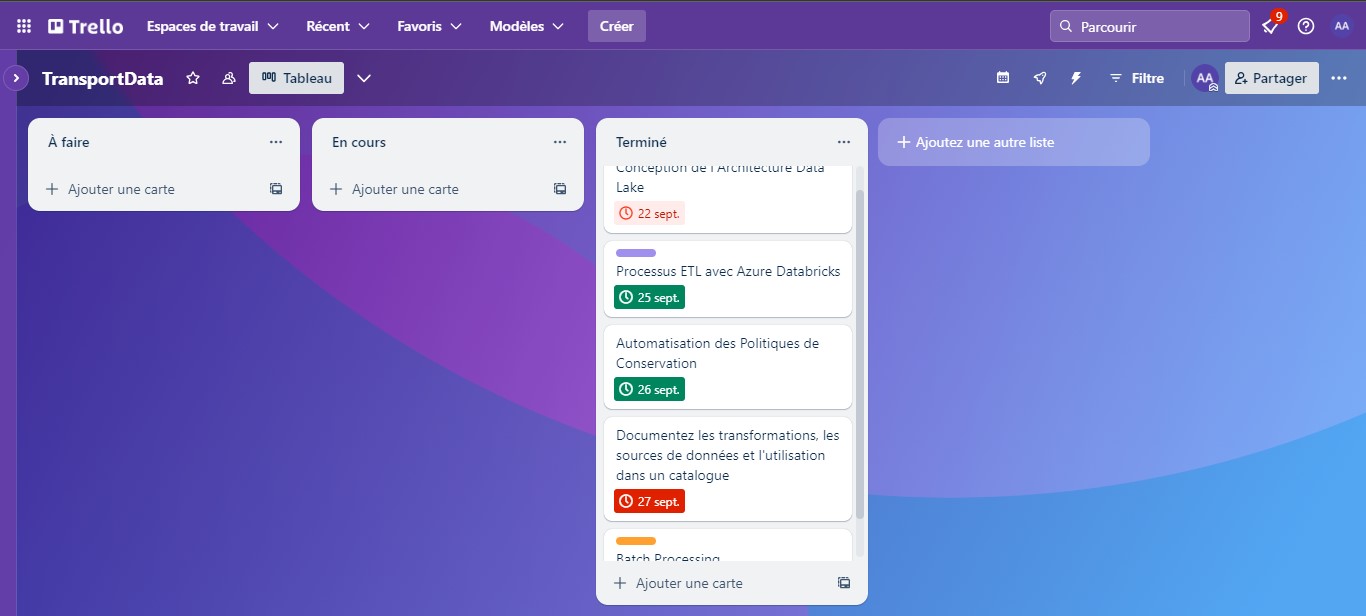 Trello
Espaces de travail
Récent
Favoris
Modèles
Créer
Parcourir
9
AA
TransportData
Tableau
Filtre
AA
Partager
À faire
Ajouter une carte
En cours
Ajouter une carte
Terminé
Conception de l'Architecture Data
Lake
22 sept.
Processus ETL avec Azure Databricks
25 sept.
Automatisation des Politiques de
Conservation
26 sept.
Documentez les transformations, les
sources de données et l'utilisation
dans un catalogue
27 sept.
Batch Processing
Ajouter une carte
Ajoutez une autre liste